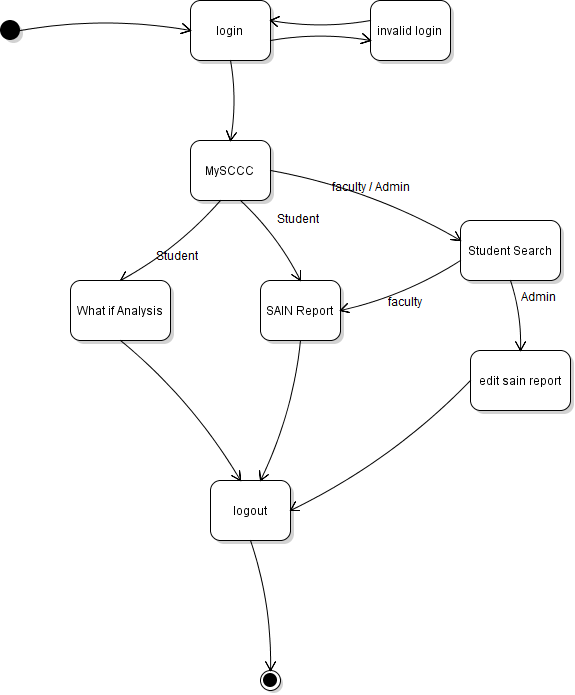 login
invalid login
MySCCC
faculty / Admin
Student
Student
Student Search
What if Analysis
SAIN Report
faculty
Admin
edit sain report
logout